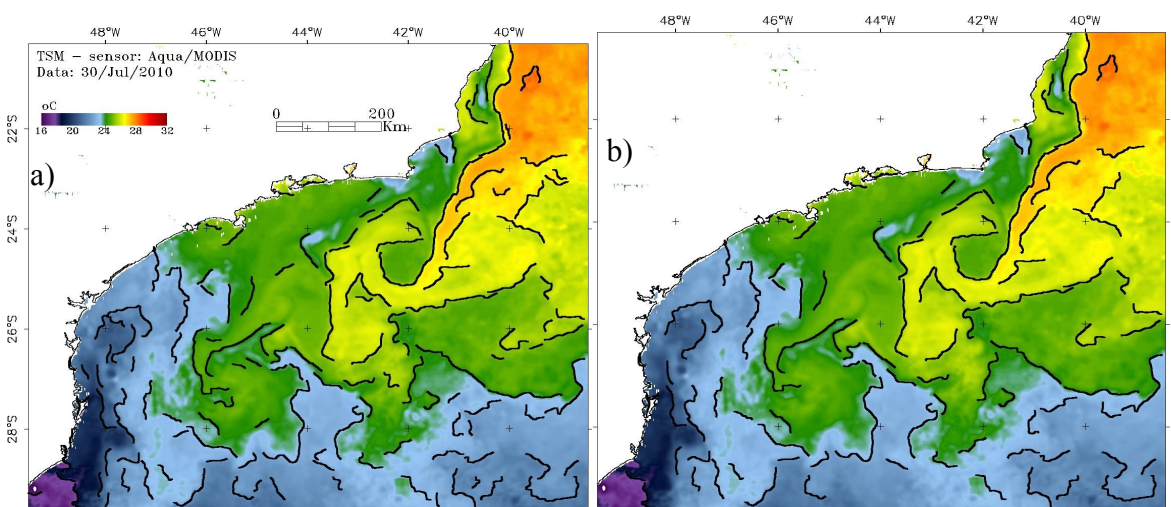 48°W 46°W 44°W 42°W 40°W
TSM - sensor: Aqua/MODIS
Data: 30/Jul/2010
oC
16 20 24 28 32
0 200
Km
a)
22°S
24°S
26°S
28°S
48°W 46°W 44°W 42°W 40°W
b)